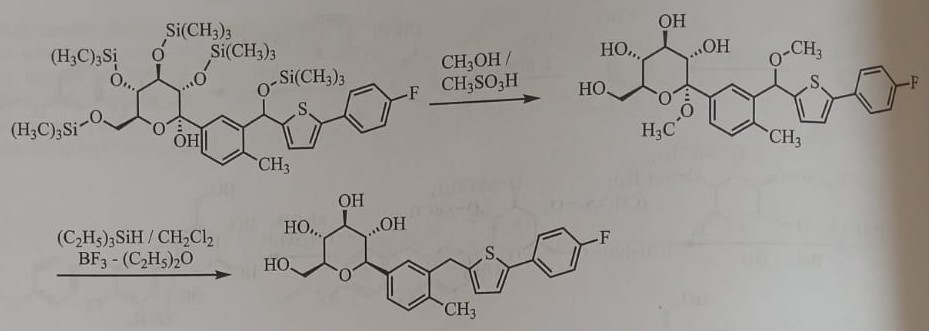 Si(CH₃)₃
(H₃C)₃Si
Si(CH₃)₃
O
O
O
Si(CH₃)₃
O
F
S
(H₃C)₃Si
O
O
OH
CH₃
CH₃OH /
CH₃SO₃H
OH
HO
OH
O
CH₃
HO
S
F
O
O
H₃C
CH₃
(C₂H₅)₃SiH / CH₂Cl₂
BF₃ - (C₂H₅)₂O
OH
HO
OH
HO
O
S
F
CH₃